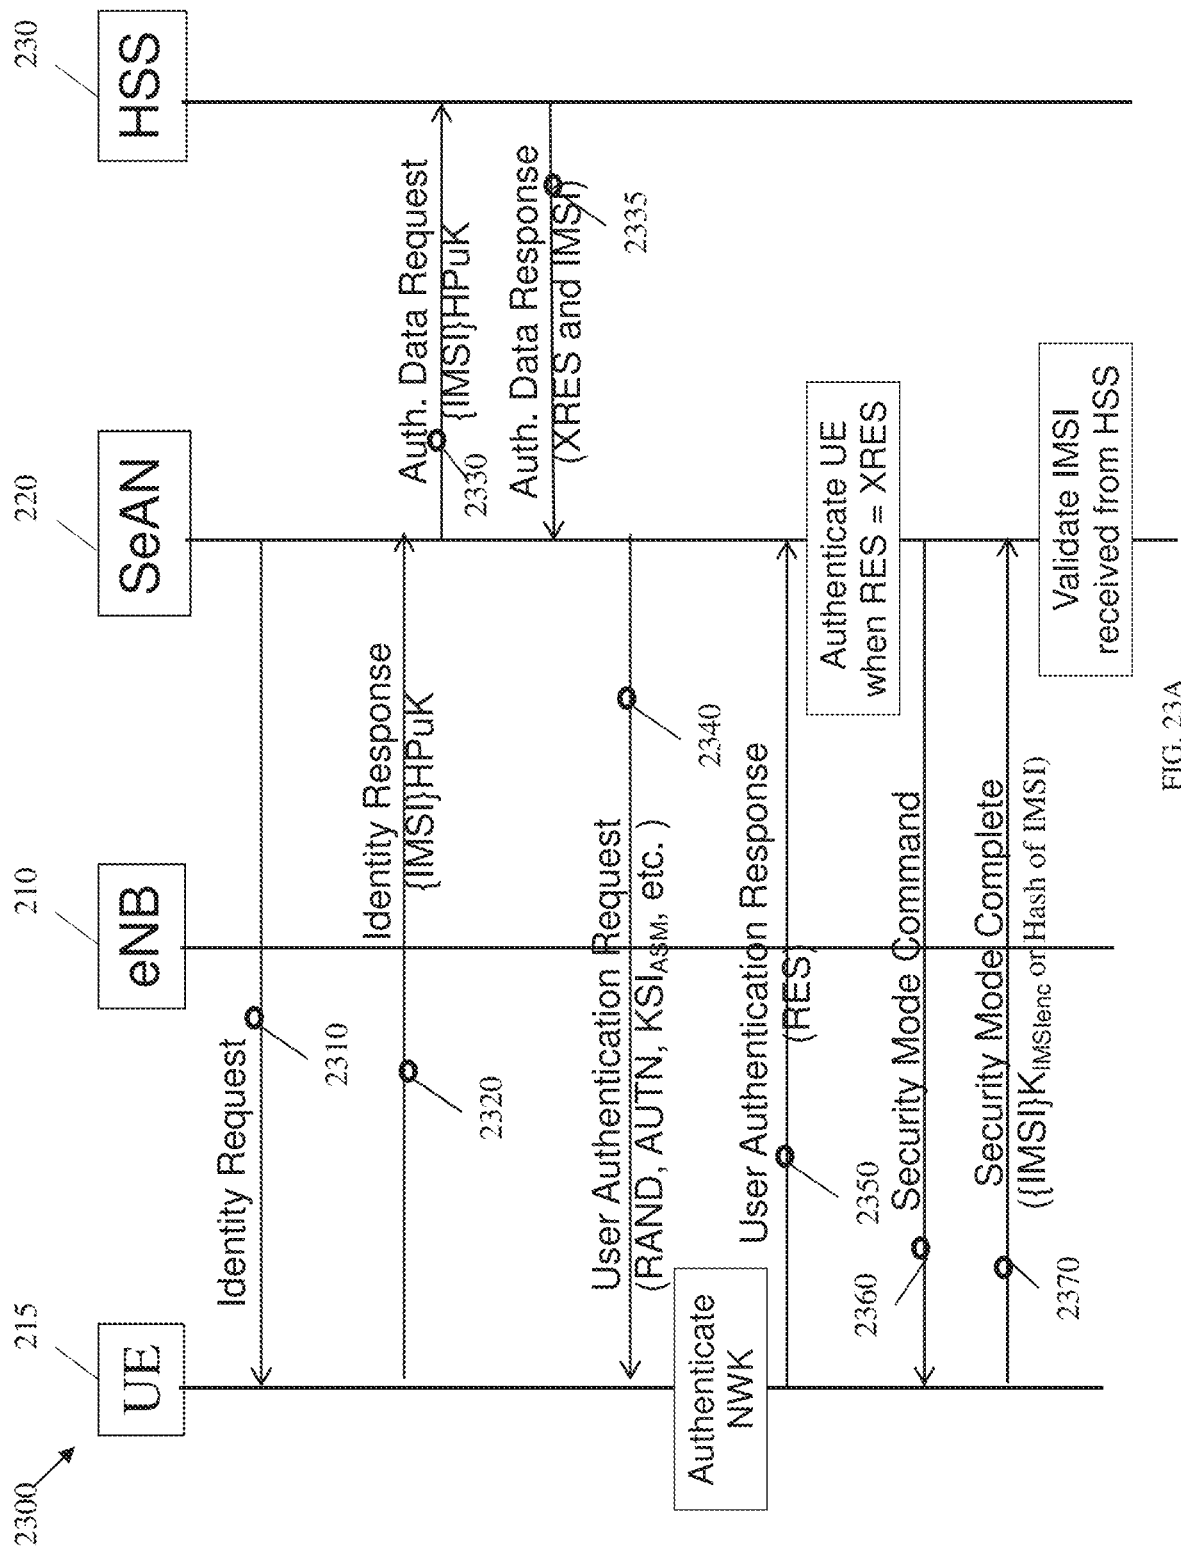 2300
215
210
220
230
UE
eNB
SeAN
HSS
Identity Request
2310
Identity Response
{IMSI}HPuK
2320
Auth. Data Request
{IMSI}HPuK
2330
Auth. Data Response
(XRES and IMSI)
2335
User Authentication Request
(RAND, AUTN, KSIASM, etc. )
2340
Authenticate
NWK
User Authentication Response
(RES)
2350
Authenticate UE
when RES = XRES
Security Mode Command
2360
Security Mode Complete
({IMSI}KIMSIenc or Hash of IMSI)
2370
Validate IMSI
received from HSS
FIG. 23A